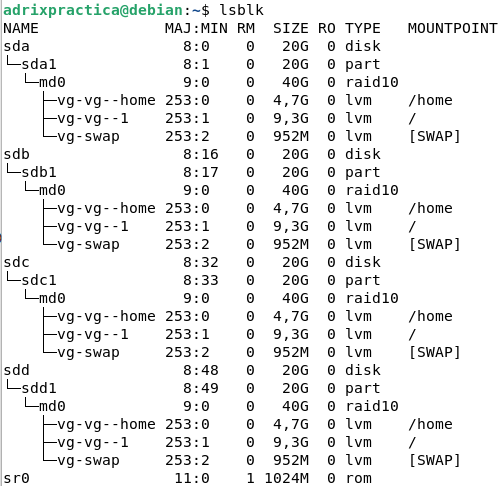 adrixpractica@debian:~$ lsblk
NAME              MAJ:MIN RM  SIZE RO TYPE   MOUNTPOINT
sda                 8:0    0   20G  0 disk
└─sda1              8:1    0   20G  0 part
  └─md0             9:0    0   40G  0 raid10
    ├─vg-vg--home 253:0    0  4,7G  0 lvm    /home
    ├─vg-vg--1    253:1    0  9,3G  0 lvm    /
    └─vg-swap     253:2    0  952M  0 lvm    [SWAP]
sdb                 8:16   0   20G  0 disk
└─sdb1              8:17   0   20G  0 part
  └─md0             9:0    0   40G  0 raid10
    ├─vg-vg--home 253:0    0  4,7G  0 lvm    /home
    ├─vg-vg--1    253:1    0  9,3G  0 lvm    /
    └─vg-swap     253:2    0  952M  0 lvm    [SWAP]
sdc                 8:32   0   20G  0 disk
└─sdc1              8:33   0   20G  0 part
  └─md0             9:0    0   40G  0 raid10
    ├─vg-vg--home 253:0    0  4,7G  0 lvm    /home
    ├─vg-vg--1    253:1    0  9,3G  0 lvm    /
    └─vg-swap     253:2    0  952M  0 lvm    [SWAP]
sdd                 8:48   0   20G  0 disk
└─sdd1              8:49   0   20G  0 part
  └─md0             9:0    0   40G  0 raid10
    ├─vg-vg--home 253:0    0  4,7G  0 lvm    /home
    ├─vg-vg--1    253:1    0  9,3G  0 lvm    /
    └─vg-swap     253:2    0  952M  0 lvm    [SWAP]
sr0                11:0    1 1024M  0 rom